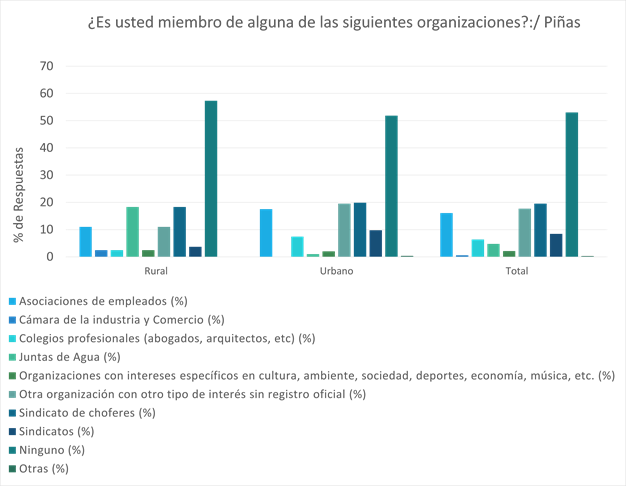 ¿Es usted miembro de alguna de las siguientes organizaciones?:/ Piñas
70
60
50
40
30
20
10
0
% de Respuestas
Rural
Urbano
Total
Asociaciones de empleados (%)
Cámara de la industria y Comercio (%)
Colegios profesionales (abogados, arquitectos, etc) (%)
Juntas de Agua (%)
Organizaciones con intereses específicos en cultura, ambiente, sociedad, deportes, economía, música, etc. (%)
Otra organización con otro tipo de interés sin registro oficial (%)
Sindicato de choferes (%)
Sindicatos (%)
Ninguno (%)
Otras (%)